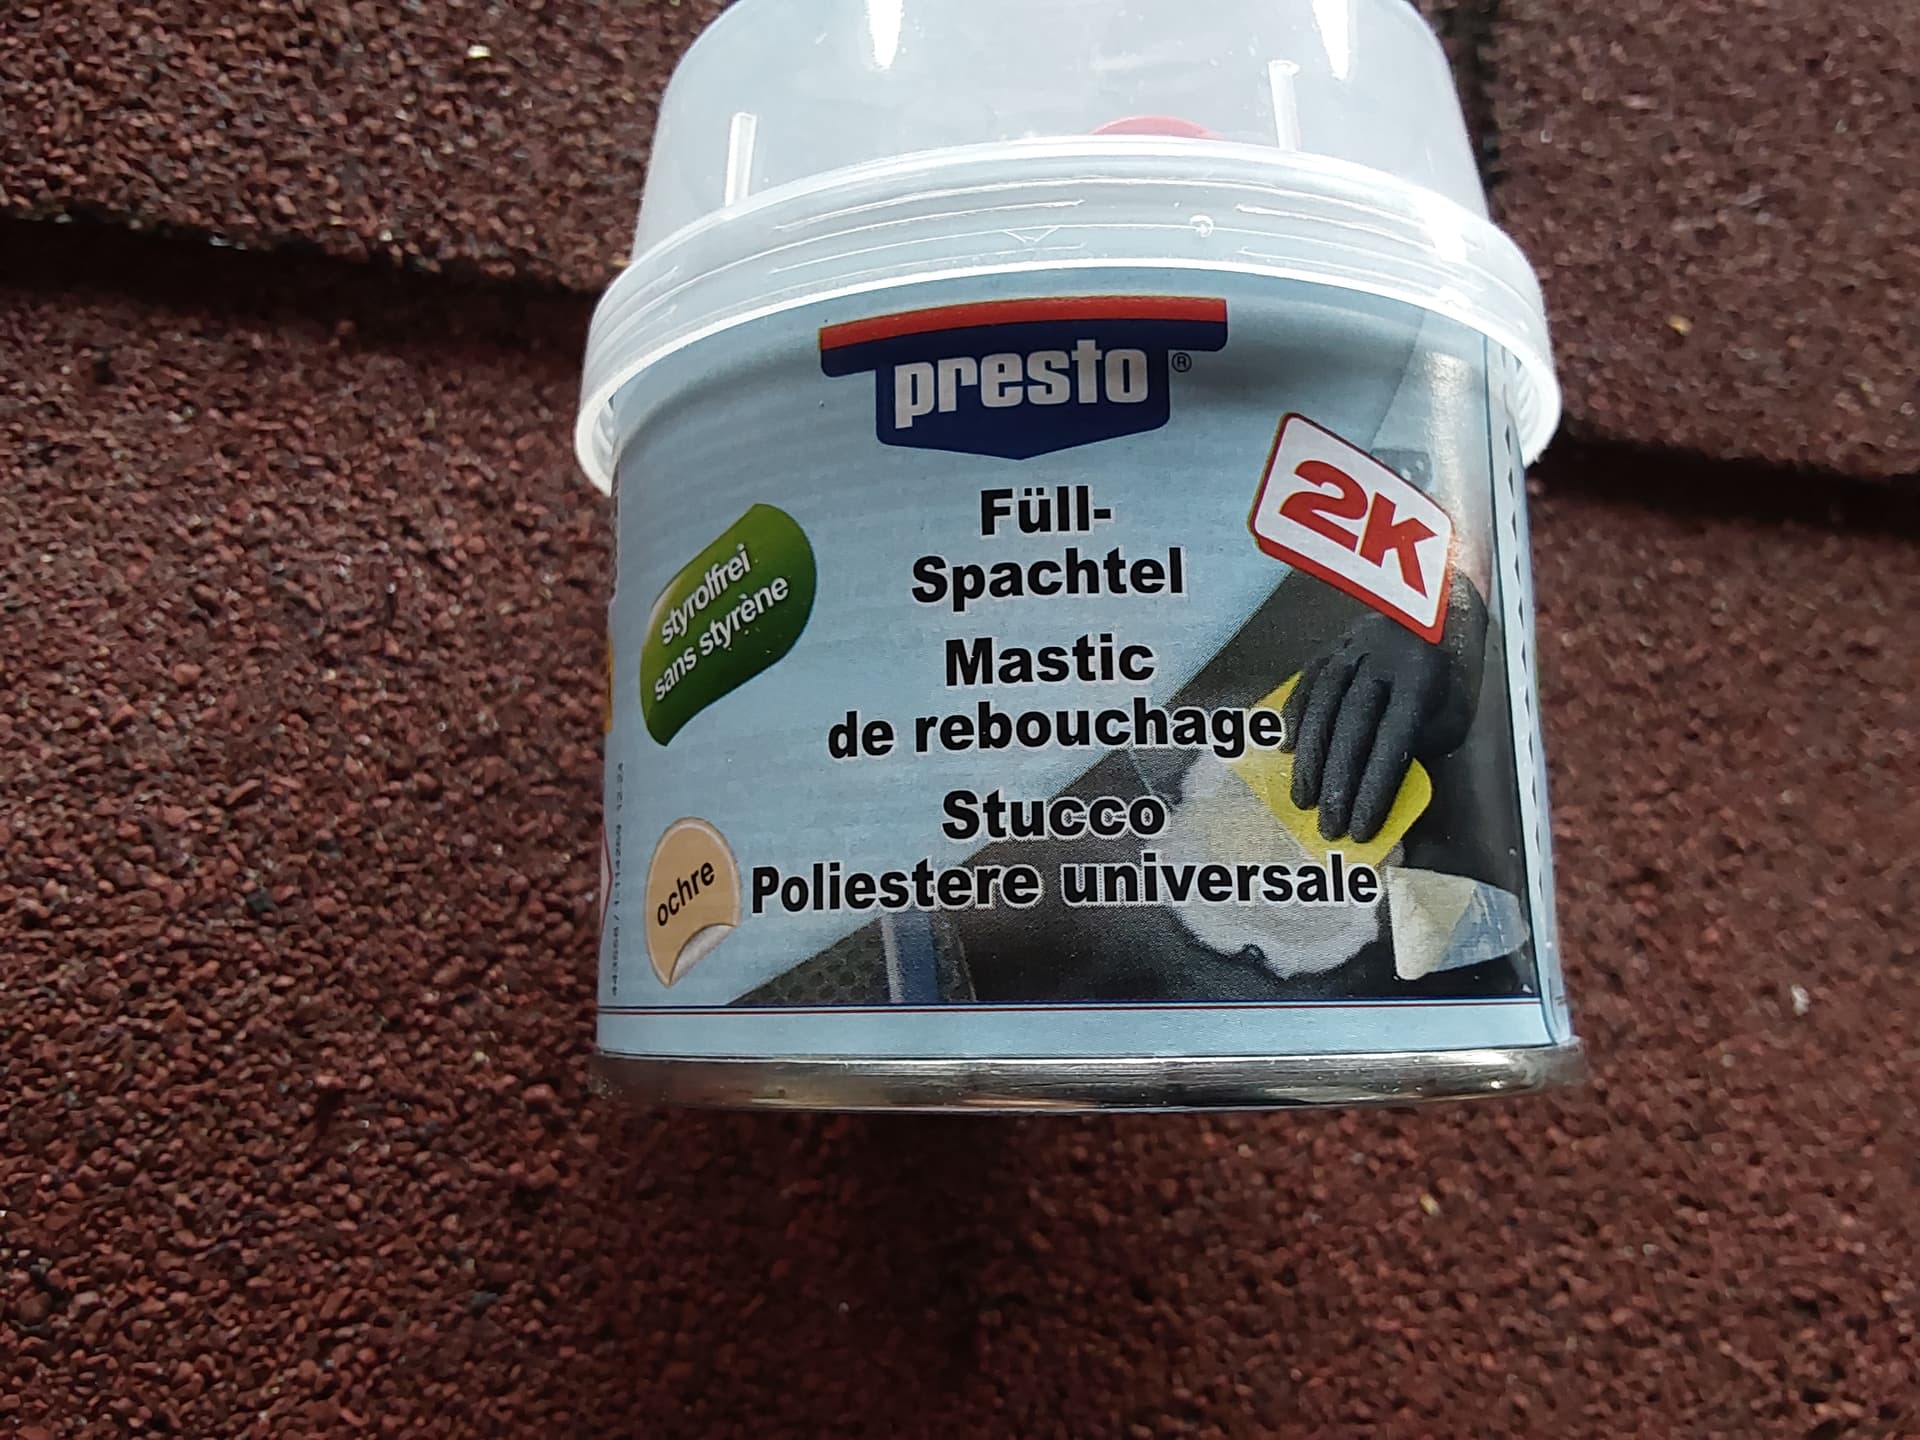 presto®
2K
Füll-
Spachtel
styrolfrei
sans styrène
Mastic
de rebouchage
Stucco
Poliestere universale
ochre